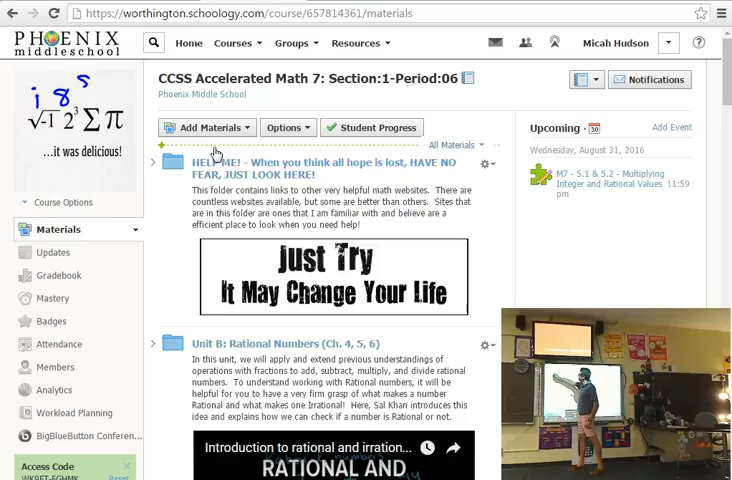 https://worthington.schoology.com/course/657814361/materials
PHOENIX
middleschool
Home Courses Groups Resources
Micah Hudson
CCSS Accelerated Math 7: Section:1-Period:06
Phoenix Middle School
Notifications
i 8 5
√-1 2³ ∑ π
...it was delicious!
Add Materials
Options
Student Progress
All Materials
Upcoming 30
Add Event
Wednesday, August 31, 2016
M7 - 5.1 & 5.2 - Multiplying
Integer and Rational Values 11:59
pm
HELP ME! - When you think all hope is lost, HAVE NO
FEAR, JUST LOOK HERE!
This folder contains links to other very helpful math websites. There are
countless websites available, but some are better than others. Sites that
are in this folder are ones that I am familiar with and believe are a
efficient place to look when you need help!
Just Try
It May Change Your Life
Course Options
Materials
Updates
Gradebook
Mastery
Badges
Attendance
Members
Analytics
Workload Planning
BigBlueButton Conferen...
Access Code
Reset
Unit B: Rational Numbers (Ch. 4, 5, 6)
In this unit, we will apply and extend previous understandings of
operations with fractions to add, subtract, multiply, and divide rational
numbers. To understand working with Rational numbers, it will be
helpful for you to have a very firm grasp of what makes a number
Rational and what makes one Irrational! Here, Sal Khan introduces this
idea and explains how we can check if a number is Rational or not.
Introduction to rational and irration...
RATIONAL AND